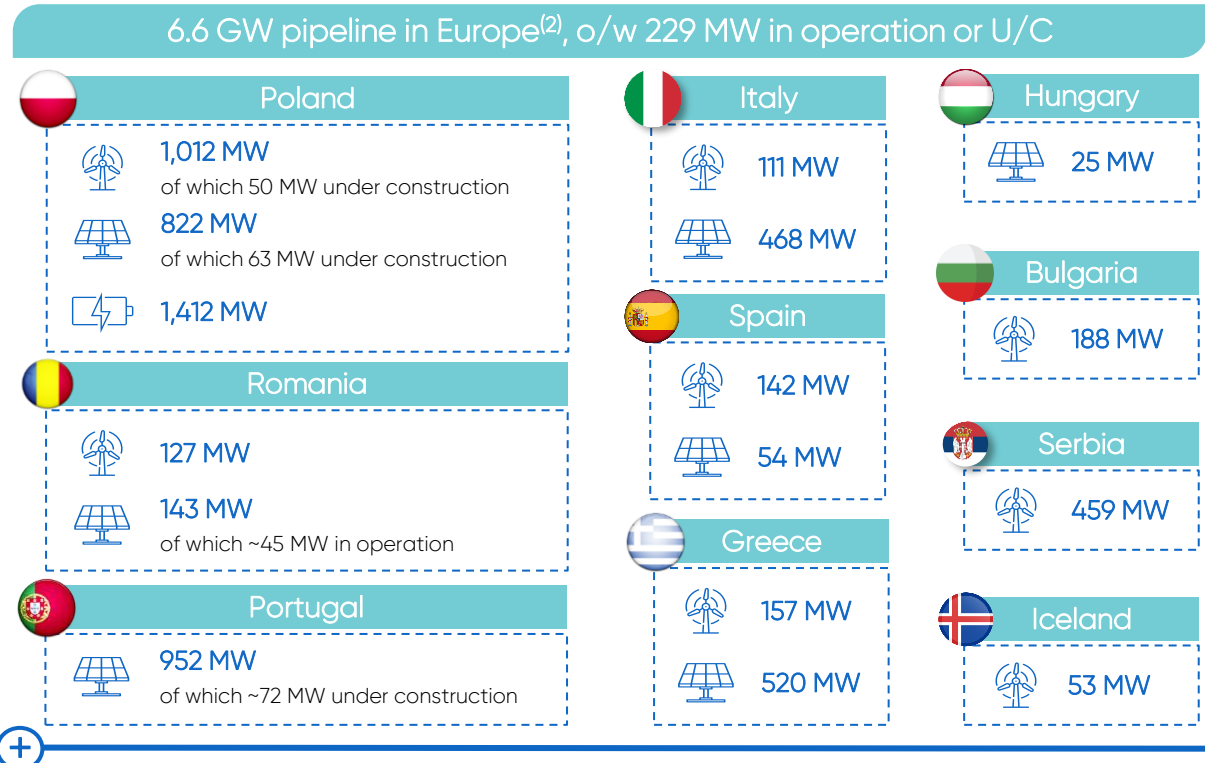 6.6 GW pipeline in Europe(2), o/w 229 MW in operation or U/C
Poland
1,012 MW
of which 50 MW under construction
822 MW
of which 63 MW under construction
1,412 MW
Romania
127 MW
143 MW
of which ~45 MW in operation
Portugal
952 MW
of which ~72 MW under construction
Italy
111 MW
468 MW
Spain
142 MW
54 MW
Greece
157 MW
520 MW
Hungary
25 MW
Bulgaria
188 MW
Serbia
459 MW
Iceland
53 MW